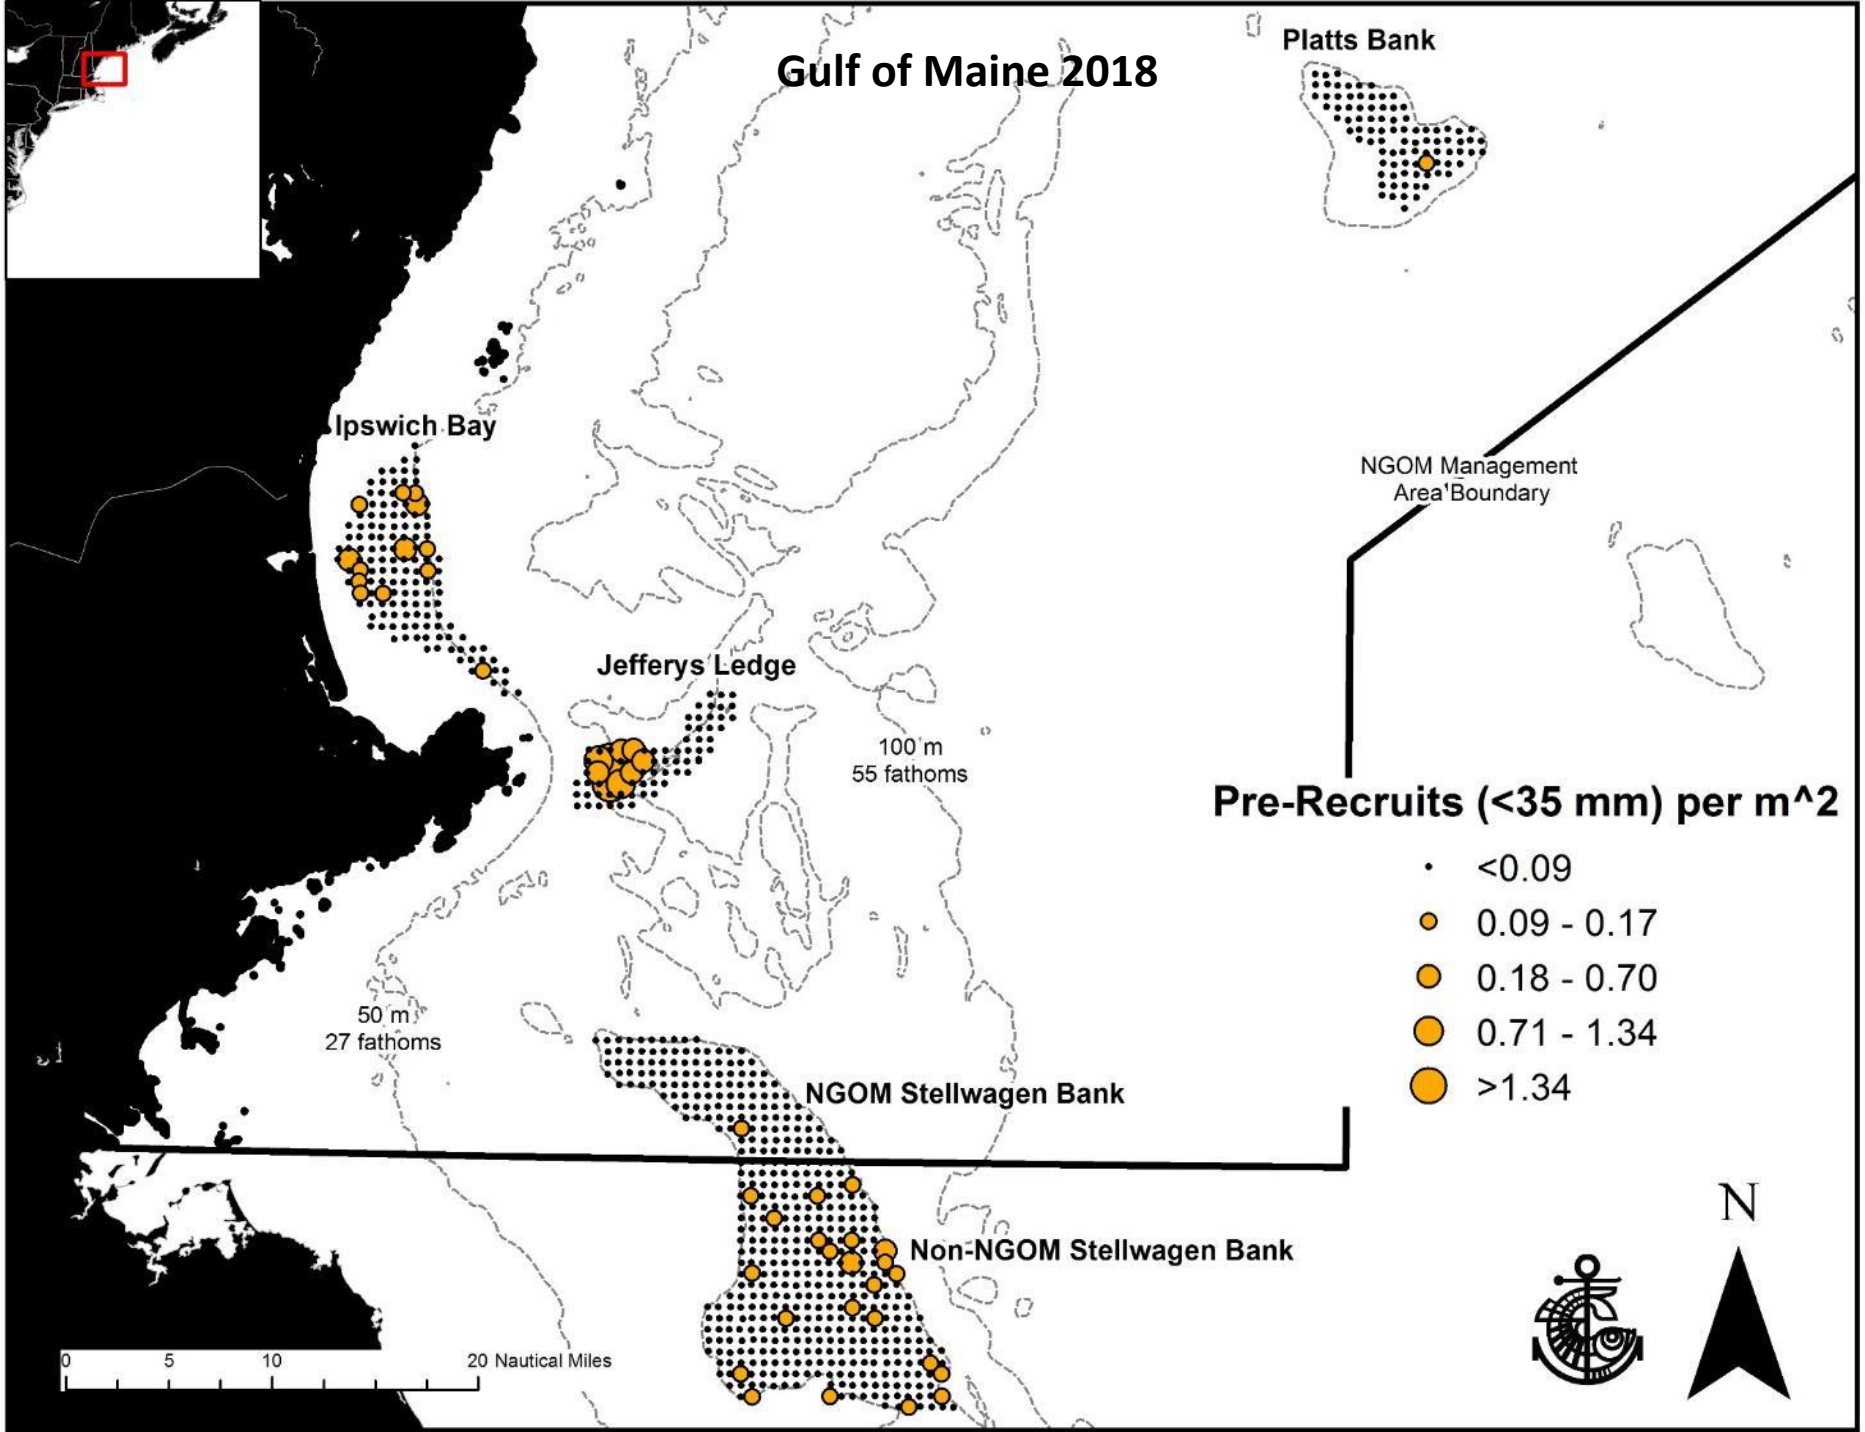 Platts Bank
Gulf of Maine 2018
Ipswich Bay
NGOM Management
Area Boundary
Jefferys Ledge
100 m
55 fathoms
Pre-Recruits (<35 mm) per m^2
<0.09
0.09 - 0.17
0.18 - 0.70
0.71 - 1.34
>1.34
50 m
27 fathoms
NGOM Stellwagen Bank
N
Non-NGOM Stellwagen Bank
0 5 10 20 Nautical Miles